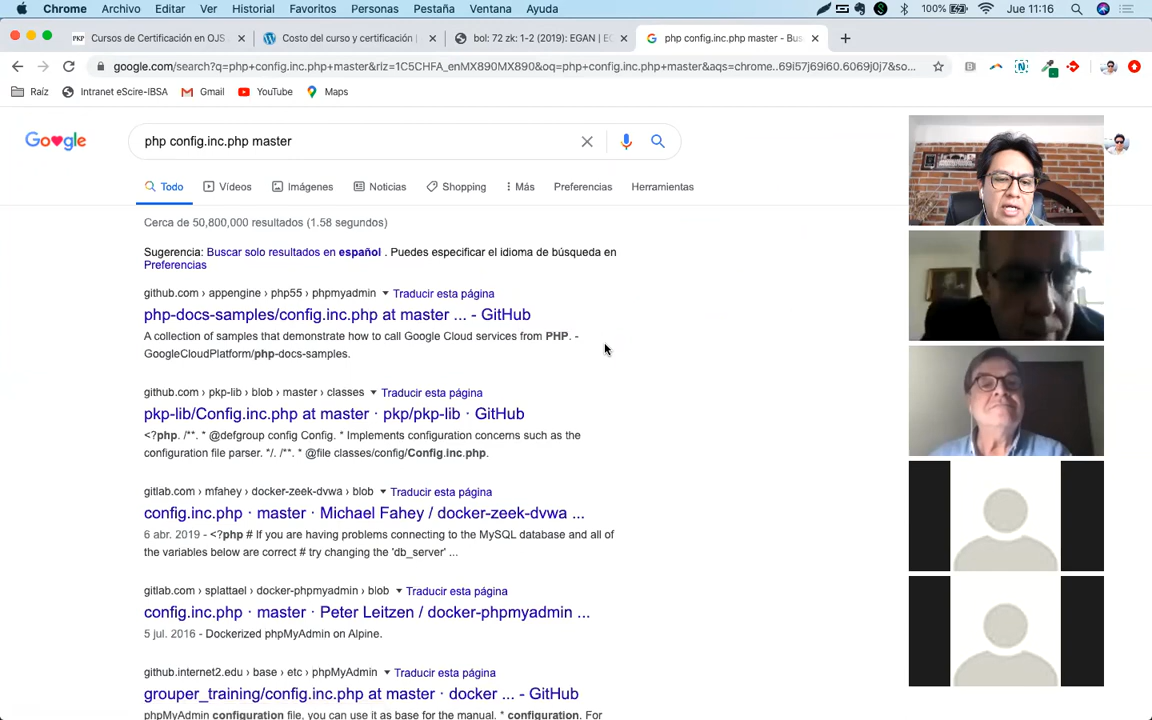 Chrome Archivo Editar Ver Historial Favoritos Personas Pestaña Ventana Ayuda 100% Jue 11:16
PKP Cursos de Certificación en OJS Costo del curso y certificación | bol: 72 zk: 1-2 (2019): EGAN | EC php config.inc.php master - Bus
google.com/search?q=php+config.inc.php+master&rlz=1C5CHFA_enMX890MX890&oq=php+config.inc.php+master&aqs=chrome..69i57j69i60.6069j0j7&so...
Raíz Intranet eScire-IBSA Gmail YouTube Maps
php config.inc.php master
Todo Vídeos Imágenes Noticias Shopping Más Preferencias Herramientas
Cerca de 50,800,000 resultados (1.58 segundos)
Sugerencia: Buscar solo resultados en español . Puedes especificar el idioma de búsqueda en
Preferencias
github.com › appengine › php55 › phpmyadmin Traducir esta página
php-docs-samples/config.inc.php at master ... - GitHub
A collection of samples that demonstrate how to call Google Cloud services from PHP. -
GoogleCloudPlatform/php-docs-samples.
github.com › pkp-lib › blob › master › classes Traducir esta página
pkp-lib/Config.inc.php at master · pkp/pkp-lib · GitHub
<?php. /**. * @defgroup config Config. * Implements configuration concerns such as the
configuration file parser. */. /**. * @file classes/config/Config.inc.php.
gitlab.com › mfahey › docker-zeek-dvwa › blob Traducir esta página
config.inc.php · master · Michael Fahey / docker-zeek-dvwa ...
6 abr. 2019 - <?php # If you are having problems connecting to the MySQL database and all of
the variables below are correct # try changing the 'db_server' ...
gitlab.com › splattael › docker-phpmyadmin › blob Traducir esta página
config.inc.php · master · Peter Leitzen / docker-phpmyadmin ...
5 jul. 2016 - Dockerized phpMyAdmin on Alpine.
github.internet2.edu › base › etc › phpMyAdmin Traducir esta página
grouper_training/config.inc.php at master · docker ... - GitHub
phpMyAdmin configuration file, you can use it as base for the manual. * configuration. For